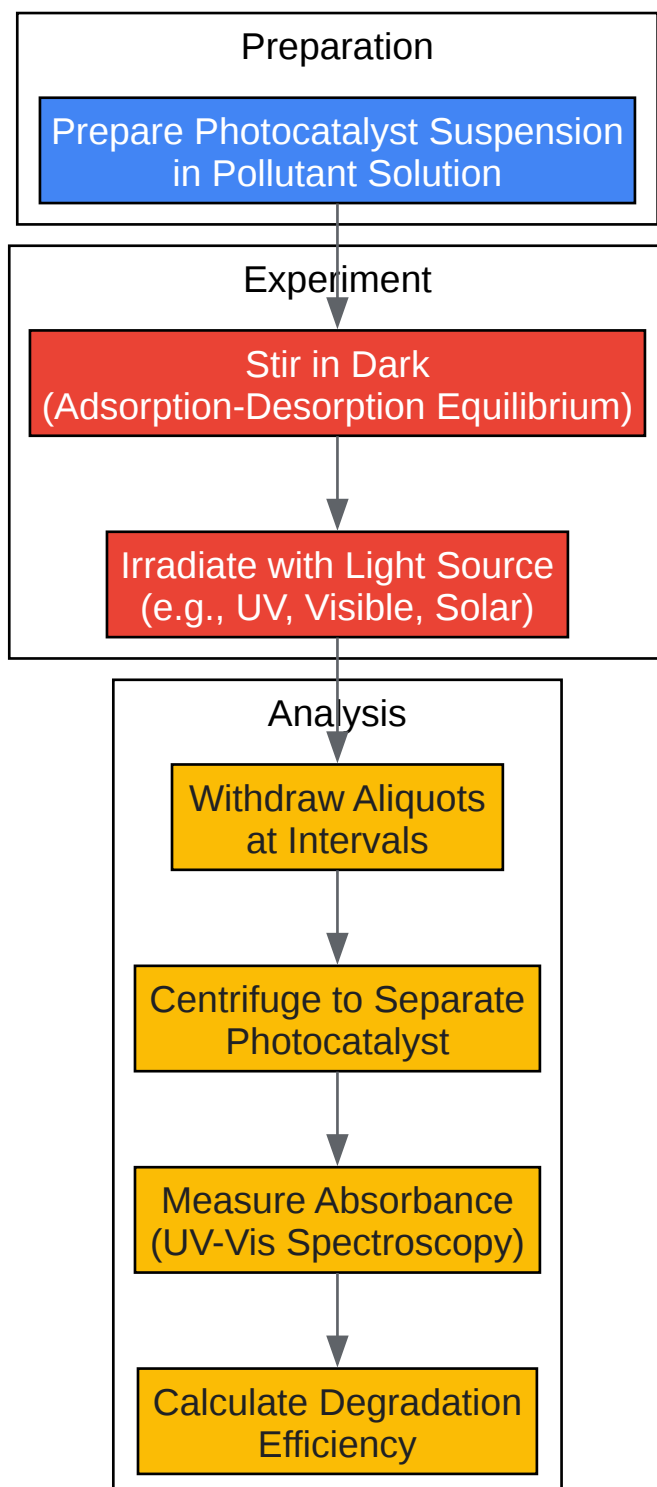 Preparation
Prepare Photocatalyst Suspension
in Pollutant Solution
Experiment
Stir in Dark
(Adsorption-Desorption Equilibrium)
Irradiate with Light Source
(e.g., UV, Visible, Solar)
Analysis
Withdraw Aliquots
at Intervals
Centrifuge to Separate
Photocatalyst
Measure Absorbance
(UV-Vis Spectroscopy)
Calculate Degradation
Efficiency